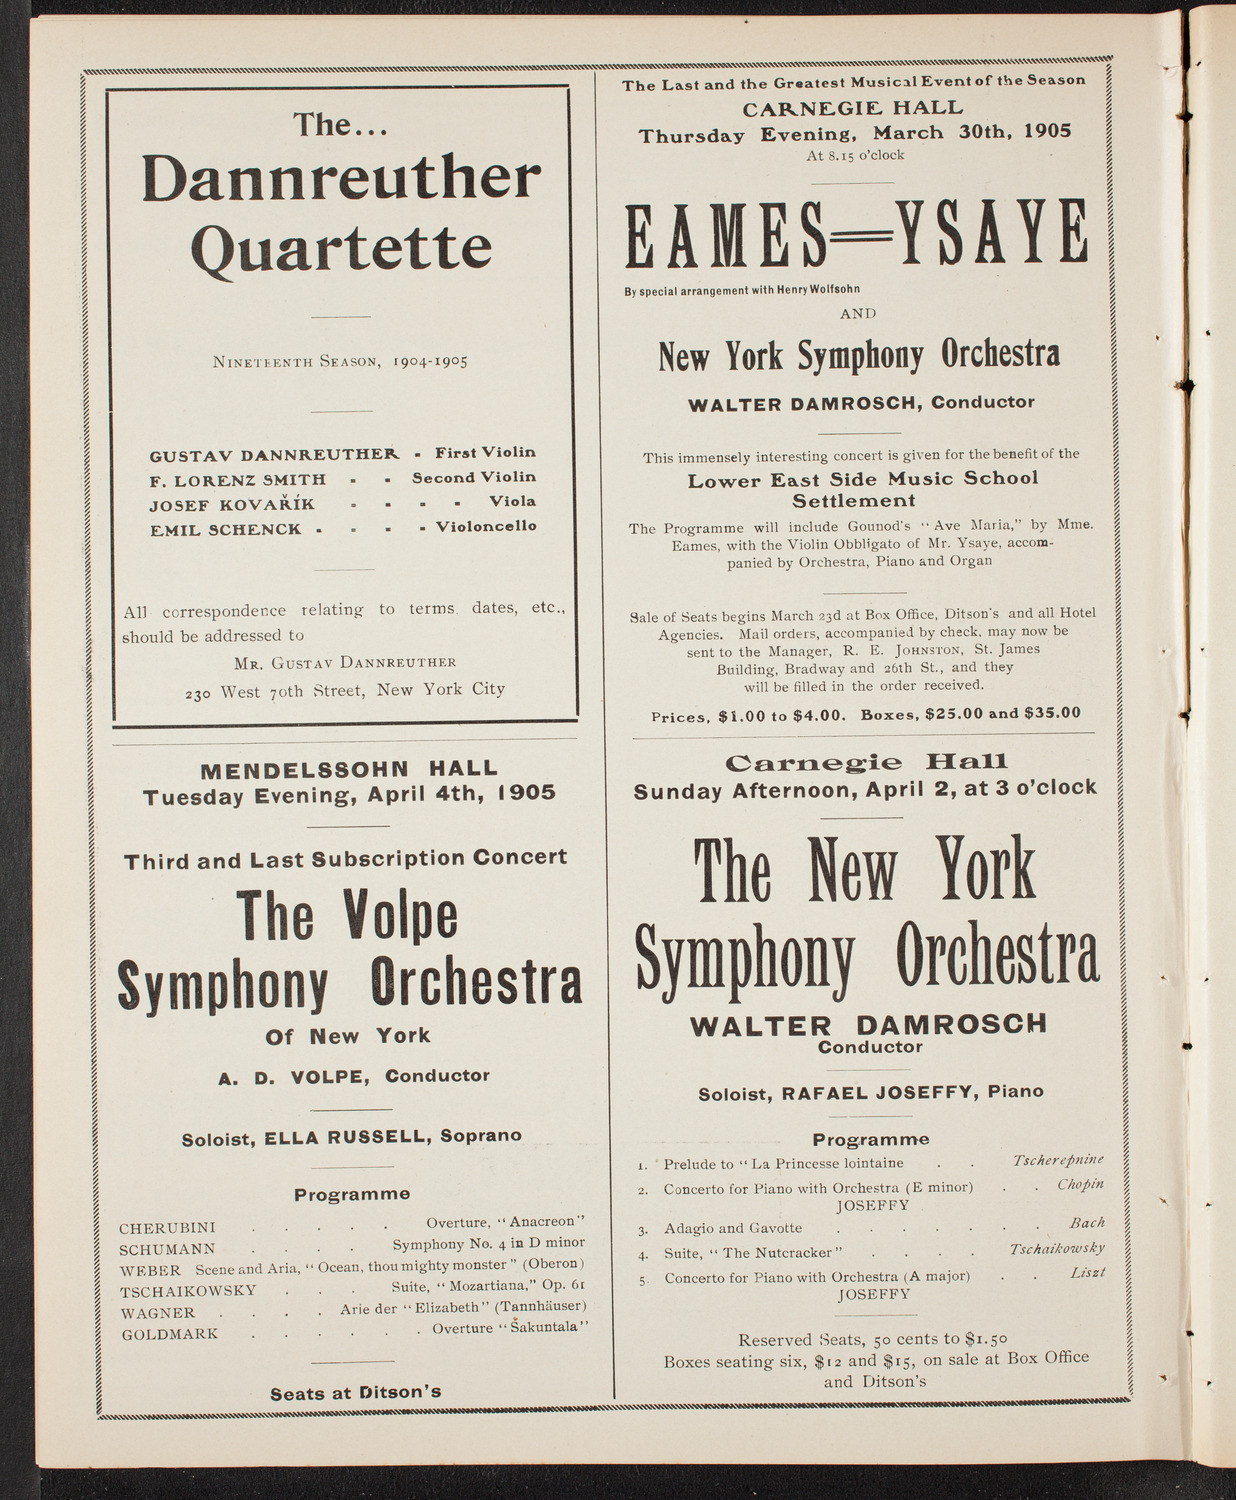 The...
Dannreuther
Quartette
NINETEENTH SEASON, 1904-1905
GUSTAV DANNREUTHER - First Violin
F. LORENZ SMITH - - Second Violin
JOSEF KOVAŘÍK - - - - Viola
EMIL SCHENCK - - - - Violoncello
All correspondence relating to terms, dates, etc.,
should be addressed to
MR. GUSTAV DANNREUTHER
230 West 70th Street, New York City
MENDELSSOHN HALL
Tuesday Evening, April 4th, 1905
Third and Last Subscription Concert
The Volpe
Symphony Orchestra
Of New York
A. D. VOLPE, Conductor
Soloist, ELLA RUSSELL, Soprano
Programme
CHERUBINI . . . . . Overture, "Anacreon"
SCHUMANN . . . . Symphony No. 4 in D minor
WEBER Scene and Aria, "Ocean, thou mighty monster" (Oberon)
TSCHAIKOWSKY . . . Suite, "Mozartiana," Op. 61
WAGNER . . . . Arie der "Elizabeth" (Tannhäuser)
GOLDMARK . . . . . . Overture "Sakuntala"
Seats at Ditson's
The Last and the Greatest Musical Event of the Season
CARNEGIE HALL
Thursday Evening, March 30th, 1905
At 8.15 o'clock
EAMES=YSAYE
By special arrangement with Henry Wolfsohn
AND
New York Symphony Orchestra
WALTER DAMROSCH, Conductor
This immensely interesting concert is given for the benefit of the
Lower East Side Music School
Settlement
The Programme will include Gounod's "Ave Maria," by Mme.
Eames, with the Violin Obbligato of Mr. Ysaye, accom-
panied by Orchestra, Piano and Organ
Sale of Seats begins March 23d at Box Office, Ditson's and all Hotel
Agencies. Mail orders, accompanied by check, may now be
sent to the Manager, R. E. JOHNSTON, St. James
Building, Bradway and 26th St., and they
will be filled in the order received.
Prices, $1.00 to $4.00. Boxes, $25.00 and $35.00
Carnegie Hall
Sunday Afternoon, April 2, at 3 o'clock
The New York
Symphony Orchestra
WALTER DAMROSCH
Conductor
Soloist, RAFAEL JOSEFFY, Piano
Programme
1. Prelude to "La Princesse lointaine . . Tscherepnine
2. Concerto for Piano with Orchestra (E minor) . . Chopin
JOSEFFY
3. Adagio and Gavotte . . . . . . . Bach
4. Suite, "The Nutcracker" . . . . Tschaikowsky
5. Concerto for Piano with Orchestra (A major) . . Liszt
JOSEFFY
Reserved Seats, 50 cents to $1.50
Boxes seating six, $12 and $15, on sale at Box Office
and Ditson's